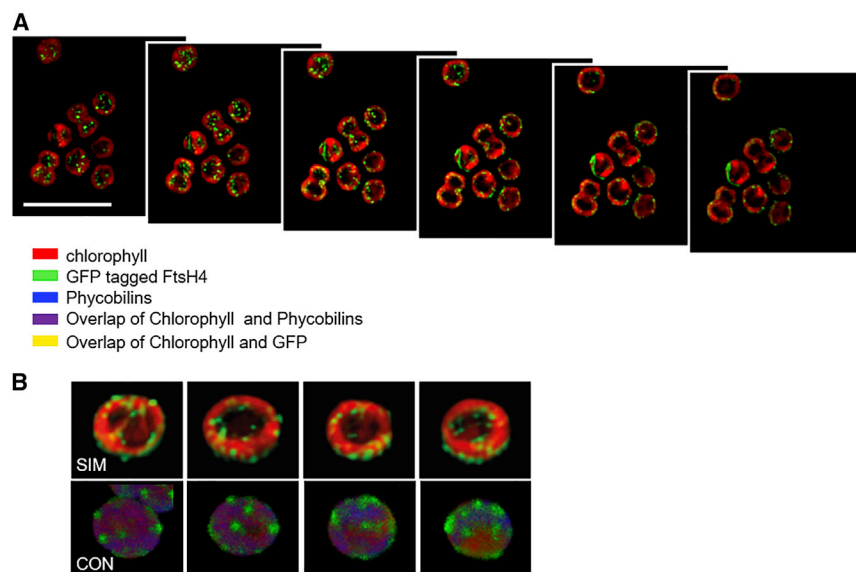 A
chlorophyll
GFP tagged FtsH4
Phycobilins
Overlap of Chlorophyll and Phycobilins
Overlap of Chlorophyll and GFP
B
SIM
CON